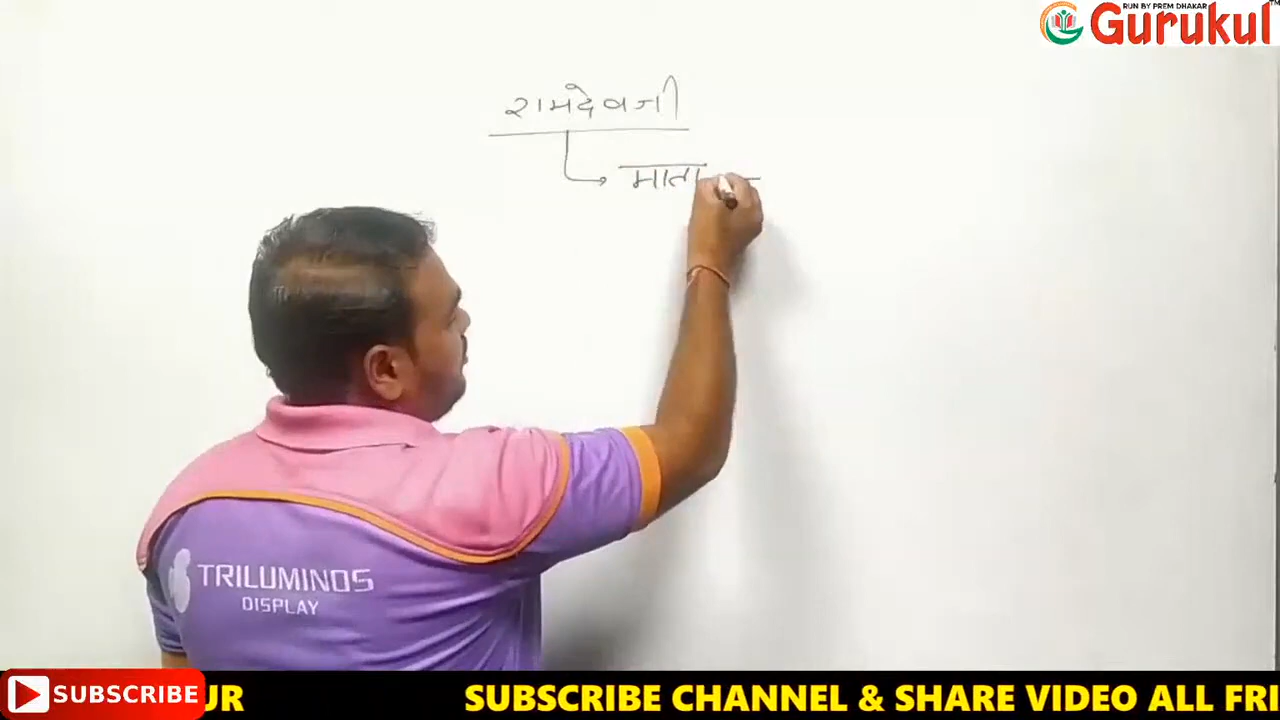 RUN BY PREM DHAKAR
Gurukul
रामदेवजी
माता
TRILUMINOS
DISPLAY
SUBSCRIBE UR SUBSCRIBE CHANNEL & SHARE VIDEO ALL FRI